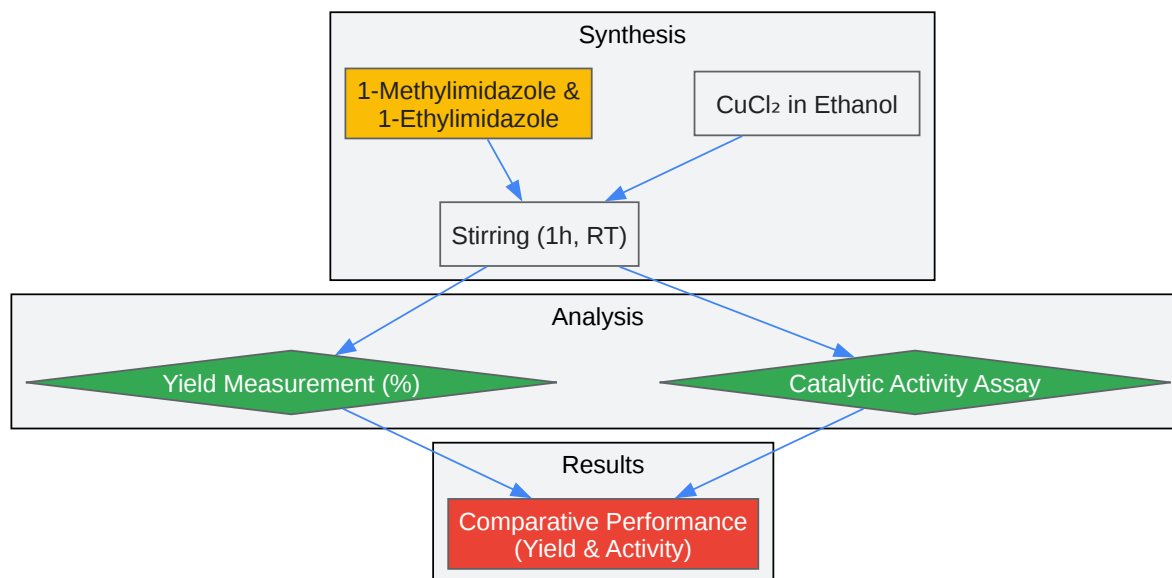 Synthesis
1-Methylimidazole &
1-Ethylimidazole
CuCl₂ in Ethanol
Stirring (1h, RT)
Analysis
Yield Measurement (%)
Catalytic Activity Assay
Results
Comparative Performance
(Yield & Activity)